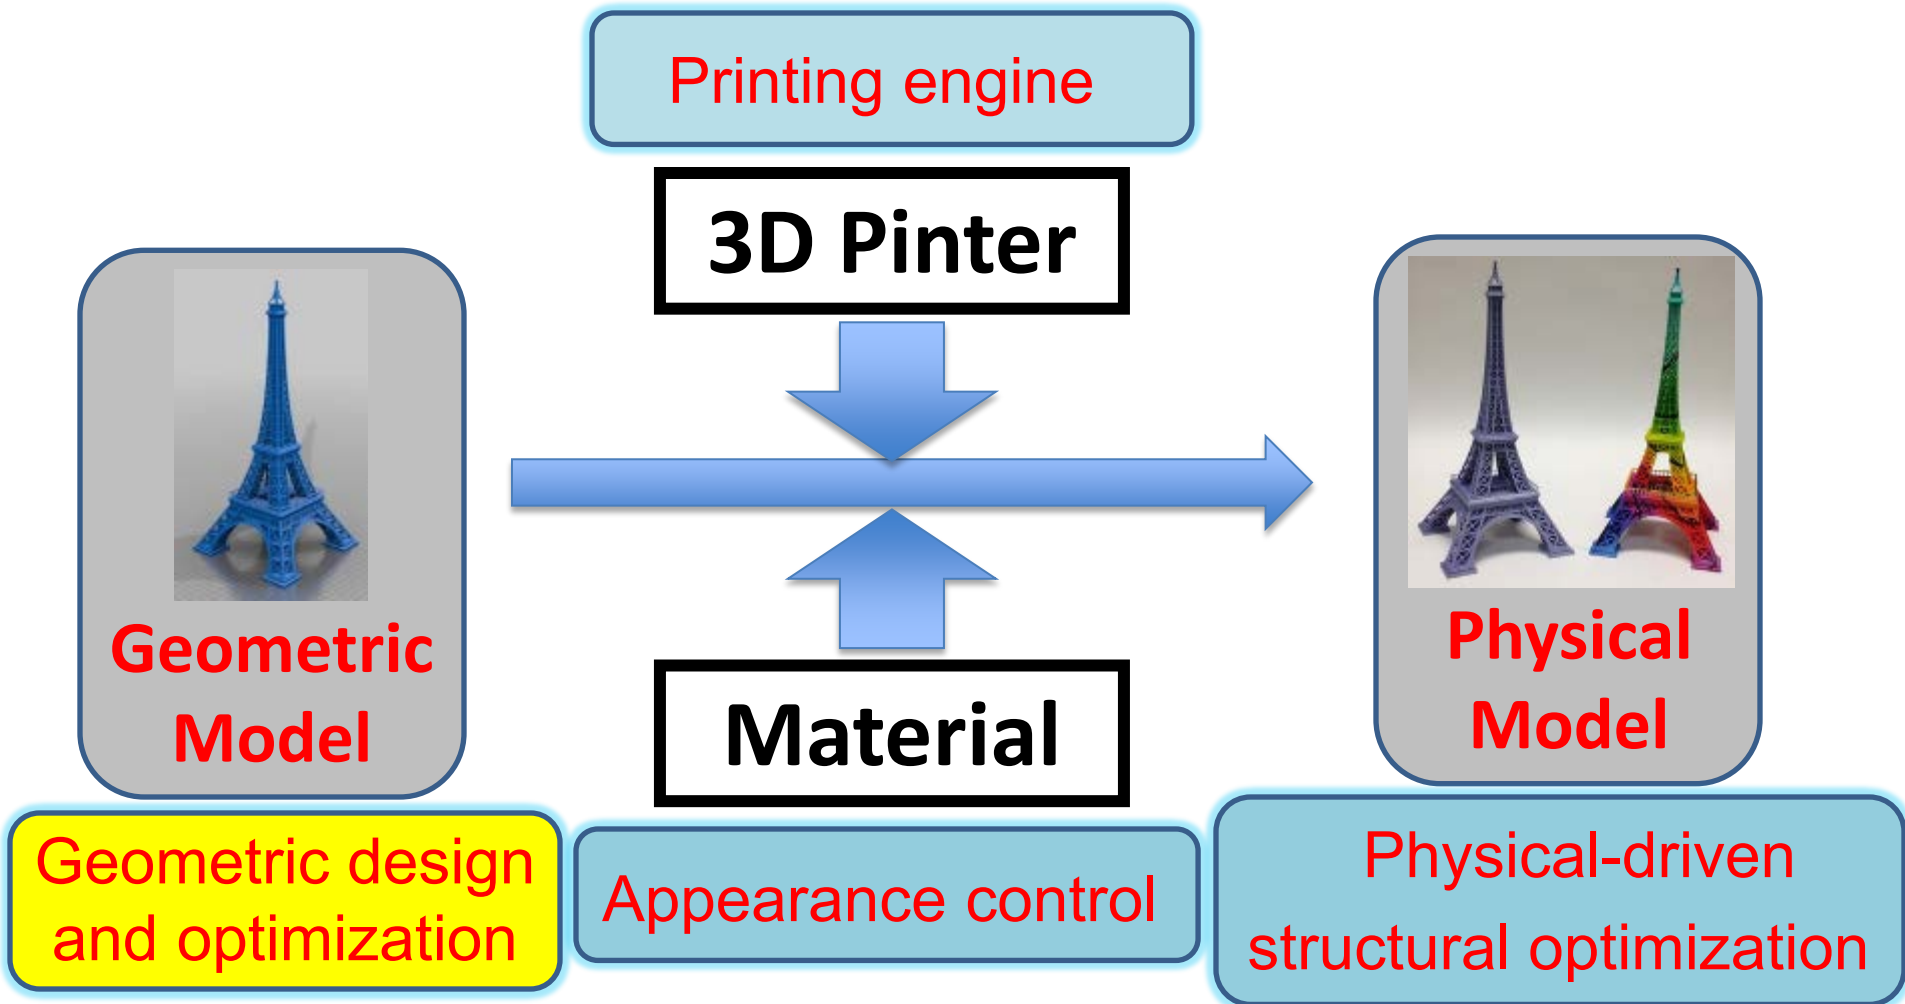 Printing engine
3D Pinter
Geometric
Model
Physical
Model
Material
Geometric design
and optimization
Appearance control
Physical-driven
structural optimization